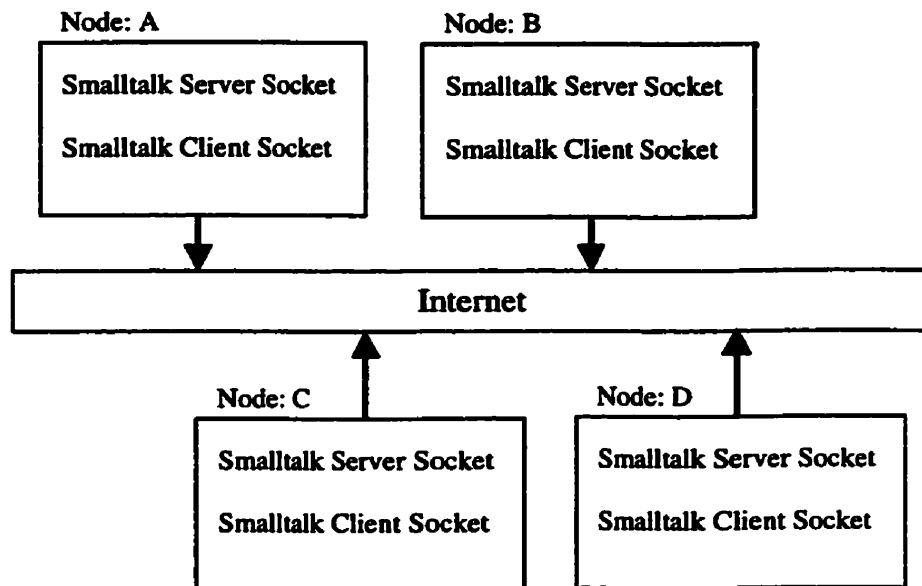 Node: A
Node: B
Smalltalk Server Socket
Smalltalk Client Socket
Smalltalk Server Socket
Smalltalk Client Socket
Internet
Node: C
Node: D
Smalltalk Server Socket
Smalltalk Client Socket
Smalltalk Server Socket
Smalltalk Client Socket